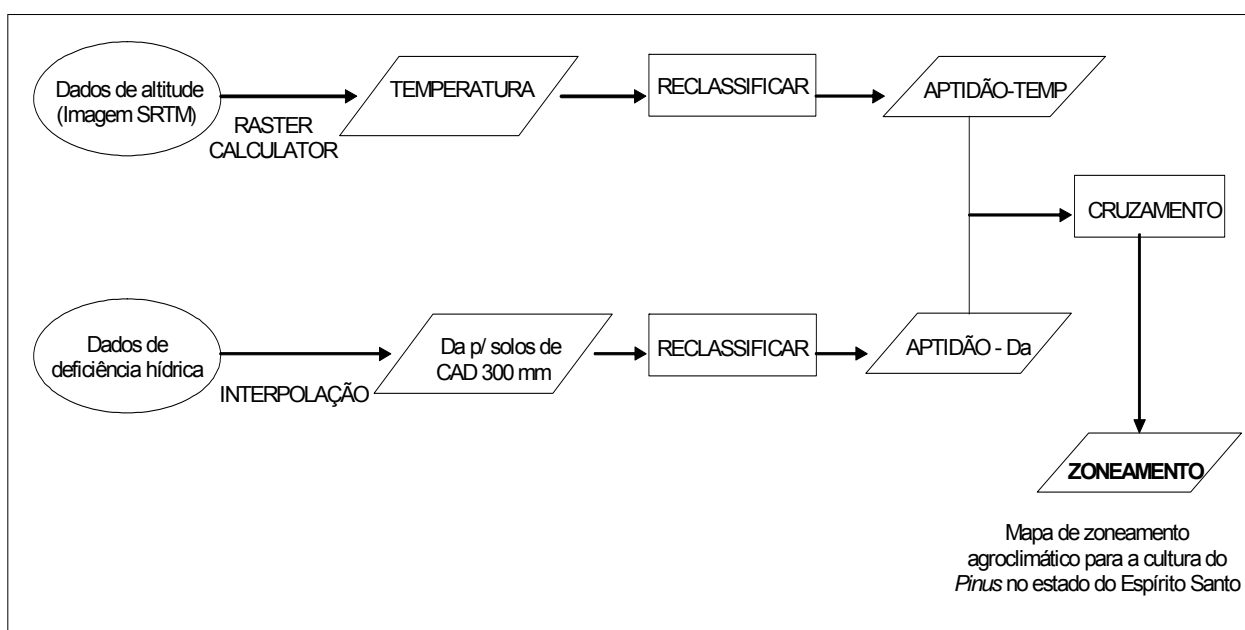 Dados de altitude
(Imagem SRTM)
RASTER
CALCULATOR
TEMPERATURA
RECLASSIFICAR
APTIDÃO-TEMP
CRUZAMENTO
Dados de
deficiência hídrica
INTERPOLAÇÃO
Da p/ solos de
CAD 300 mm
RECLASSIFICAR
APTIDÃO - Da
ZONEAMENTO
Mapa de zoneamento
agroclimático para a cultura do
Pinus no estado do Espírito Santo